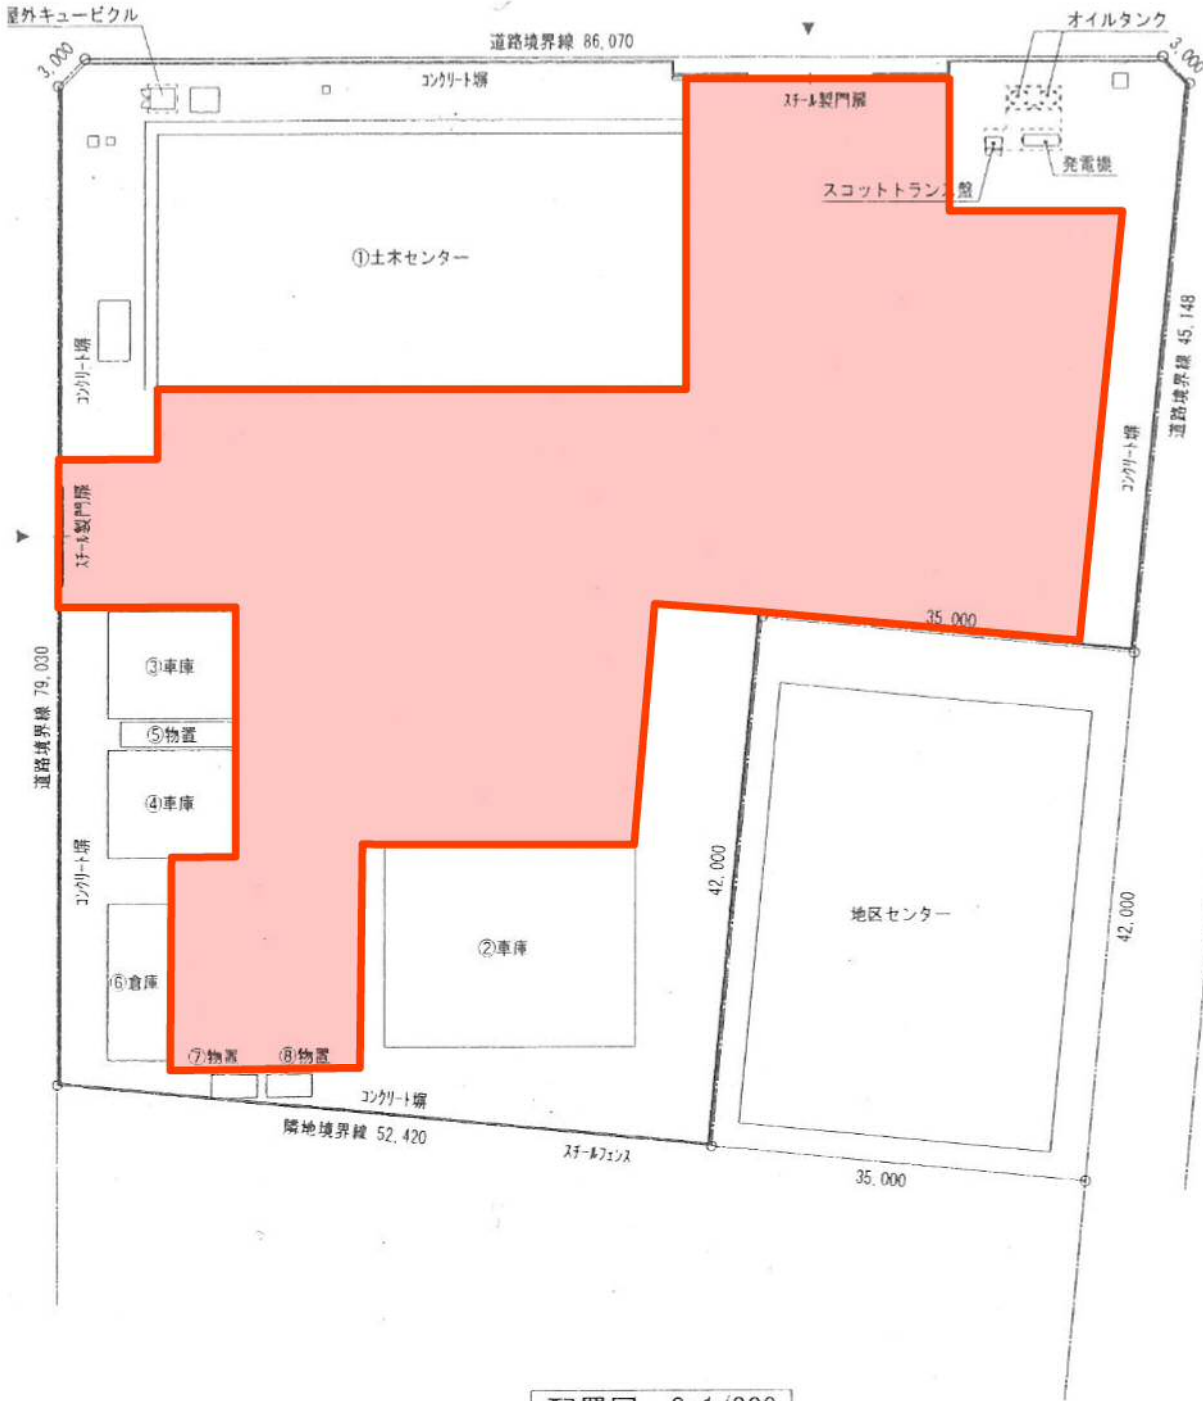 屋外キュービクル
オイルタンク
3,000
道路境界線 86,070
3,000
コンクリート塀
スチール製門扉
発電機
スコットトランス盤
①土木センター
道路境界線 45,148
コンクリート塀
コンクリート塀
スチール製門扉
35,000
③車庫
道路境界線 79,030
⑤物置
④車庫
コンクリート塀
42,000
地区センター
42,000
②車庫
⑥倉庫
⑦物置
⑧物置
コンクリート塀
隣地境界線 52,420
スチールフェンス
35,000